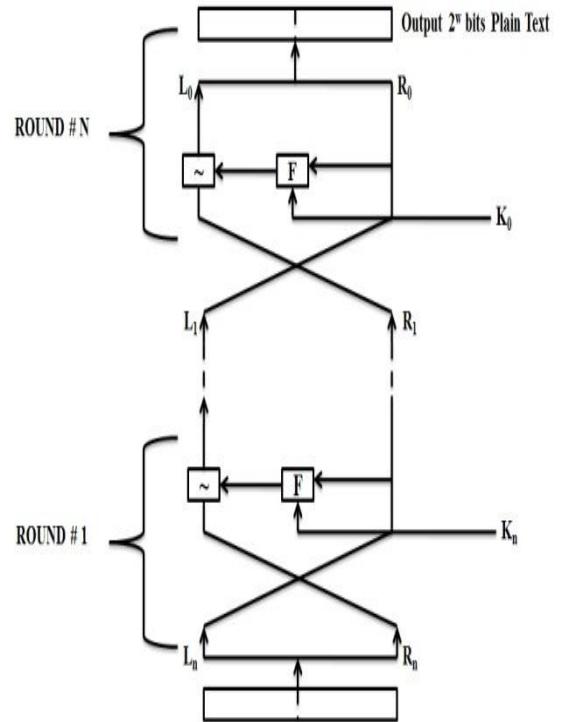 Output 2ʷ bits Plain Text
L₀ R₀
ROUND # N
~ F
K₀
L₁ R₁
~ F
ROUND # 1
Kₙ
Lₙ Rₙ